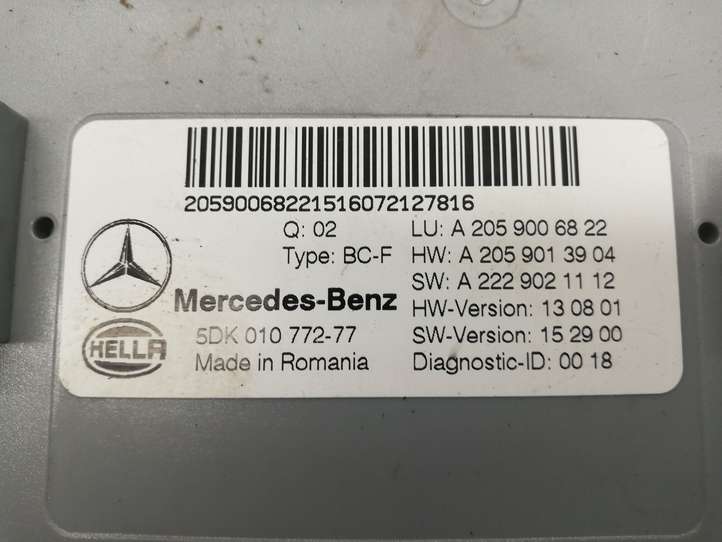 20590068221516072127816
Q: 02
LU: A 205 900 68 22
Type: BC-F
HW: A 205 901 39 04
SW: A 222 902 11 12
Mercedes-Benz
HW-Version: 13 08 01
HELLA
5DK 010 772-77
SW-Version: 15 29 00
Made in Romania
Diagnostic-ID: 00 18